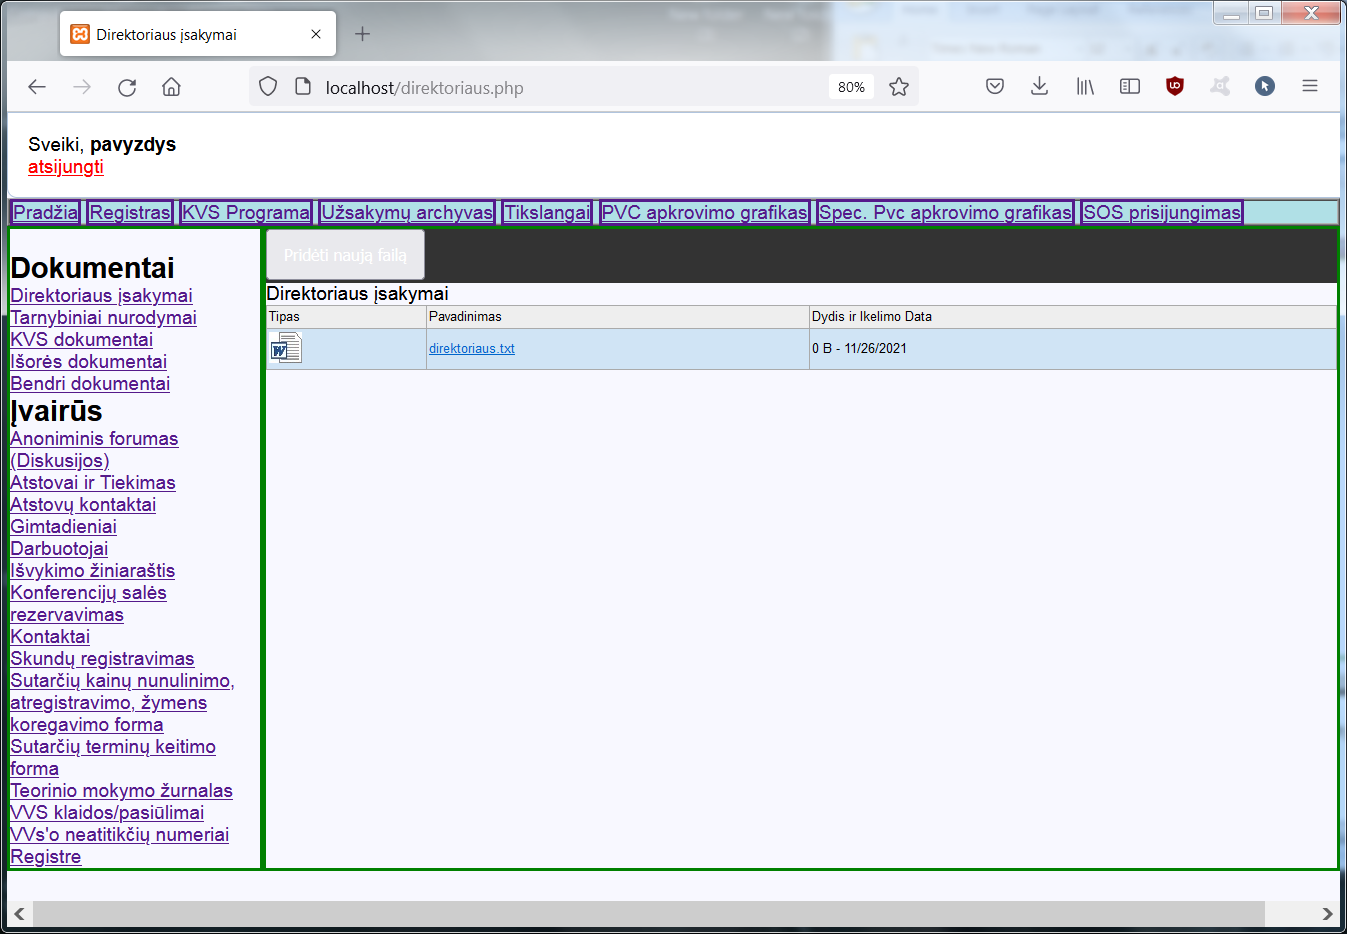 Direktoriaus įsakymai
localhost/direktoriaus.php
80%
Sveiki, pavyzdys
atsijungti
Pradžia Registras KVS Programa Užsakymų archyvas Tikslangai PVC apkrovimo grafikas Spec. Pvc apkrovimo grafikas SOS prisijungimas
Dokumentai
Direktoriaus įsakymai
Tarnybiniai nurodymai
KVS dokumentai
Išorės dokumentai
Bendri dokumentai
Įvairūs
Anoniminis forumas
(Diskusijos)
Atstovai ir Tiekimas
Atstovų kontaktai
Gimtadieniai
Darbuotojai
Išvykimo žiniaraštis
Konferencijų salės
rezervavimas
Kontaktai
Skundų registravimas
Sutarčių kainų nunulinimo,
atregistravimo, žymens
koregavimo forma
Sutarčių terminų keitimo
forma
Teorinio mokymo žurnalas
VVS klaidos/pasiūlimai
VVs'o neatitikčių numeriai
Registre
Pridėti naują failą
Direktoriaus įsakymai
Tipas Pavadinimas Dydis ir Ikelimo Data
direktoriaus.txt 0 B - 11/26/2021